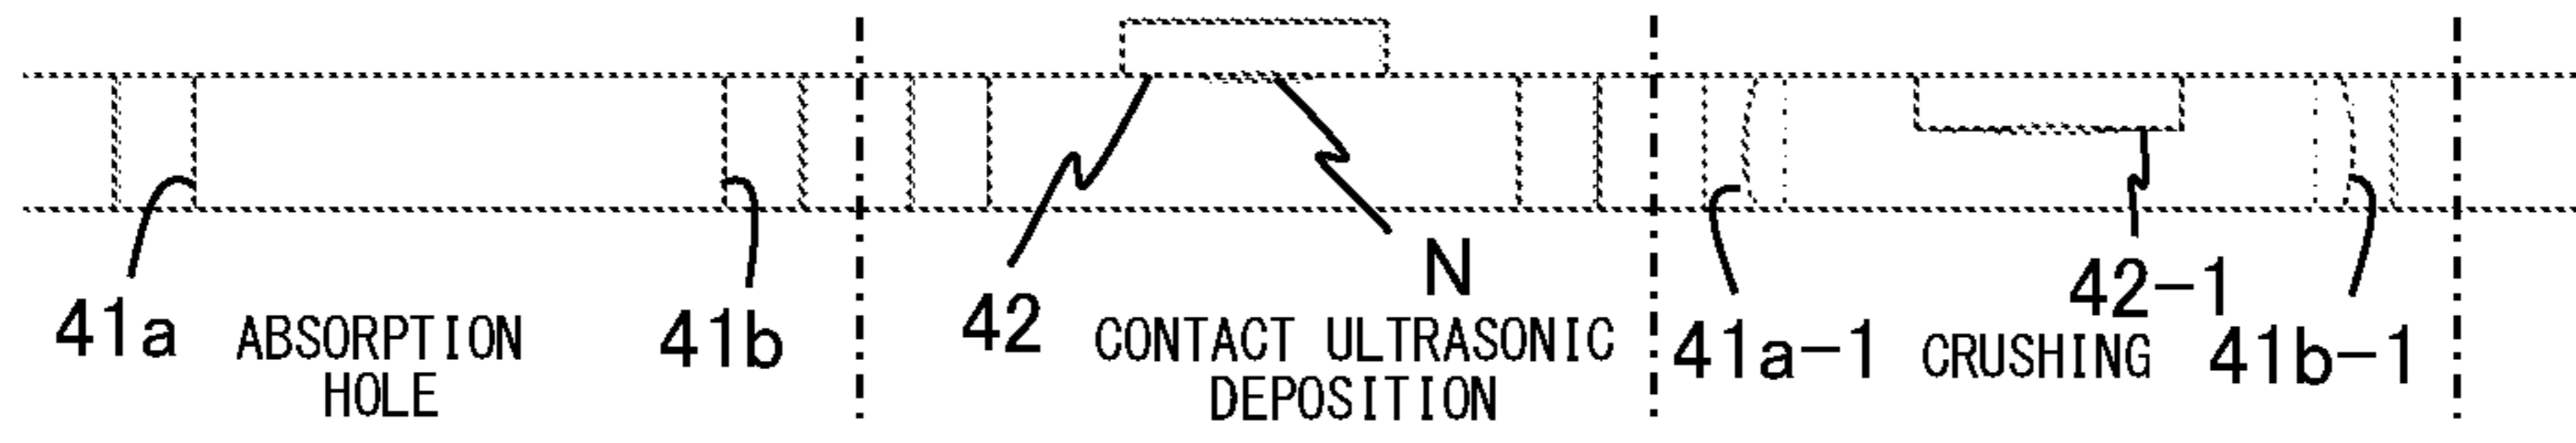 41a
ABSORPTION
HOLE
41b
42
N
CONTACT ULTRASONIC
DEPOSITION
41a-1
CRUSHING
42-1
41b-1